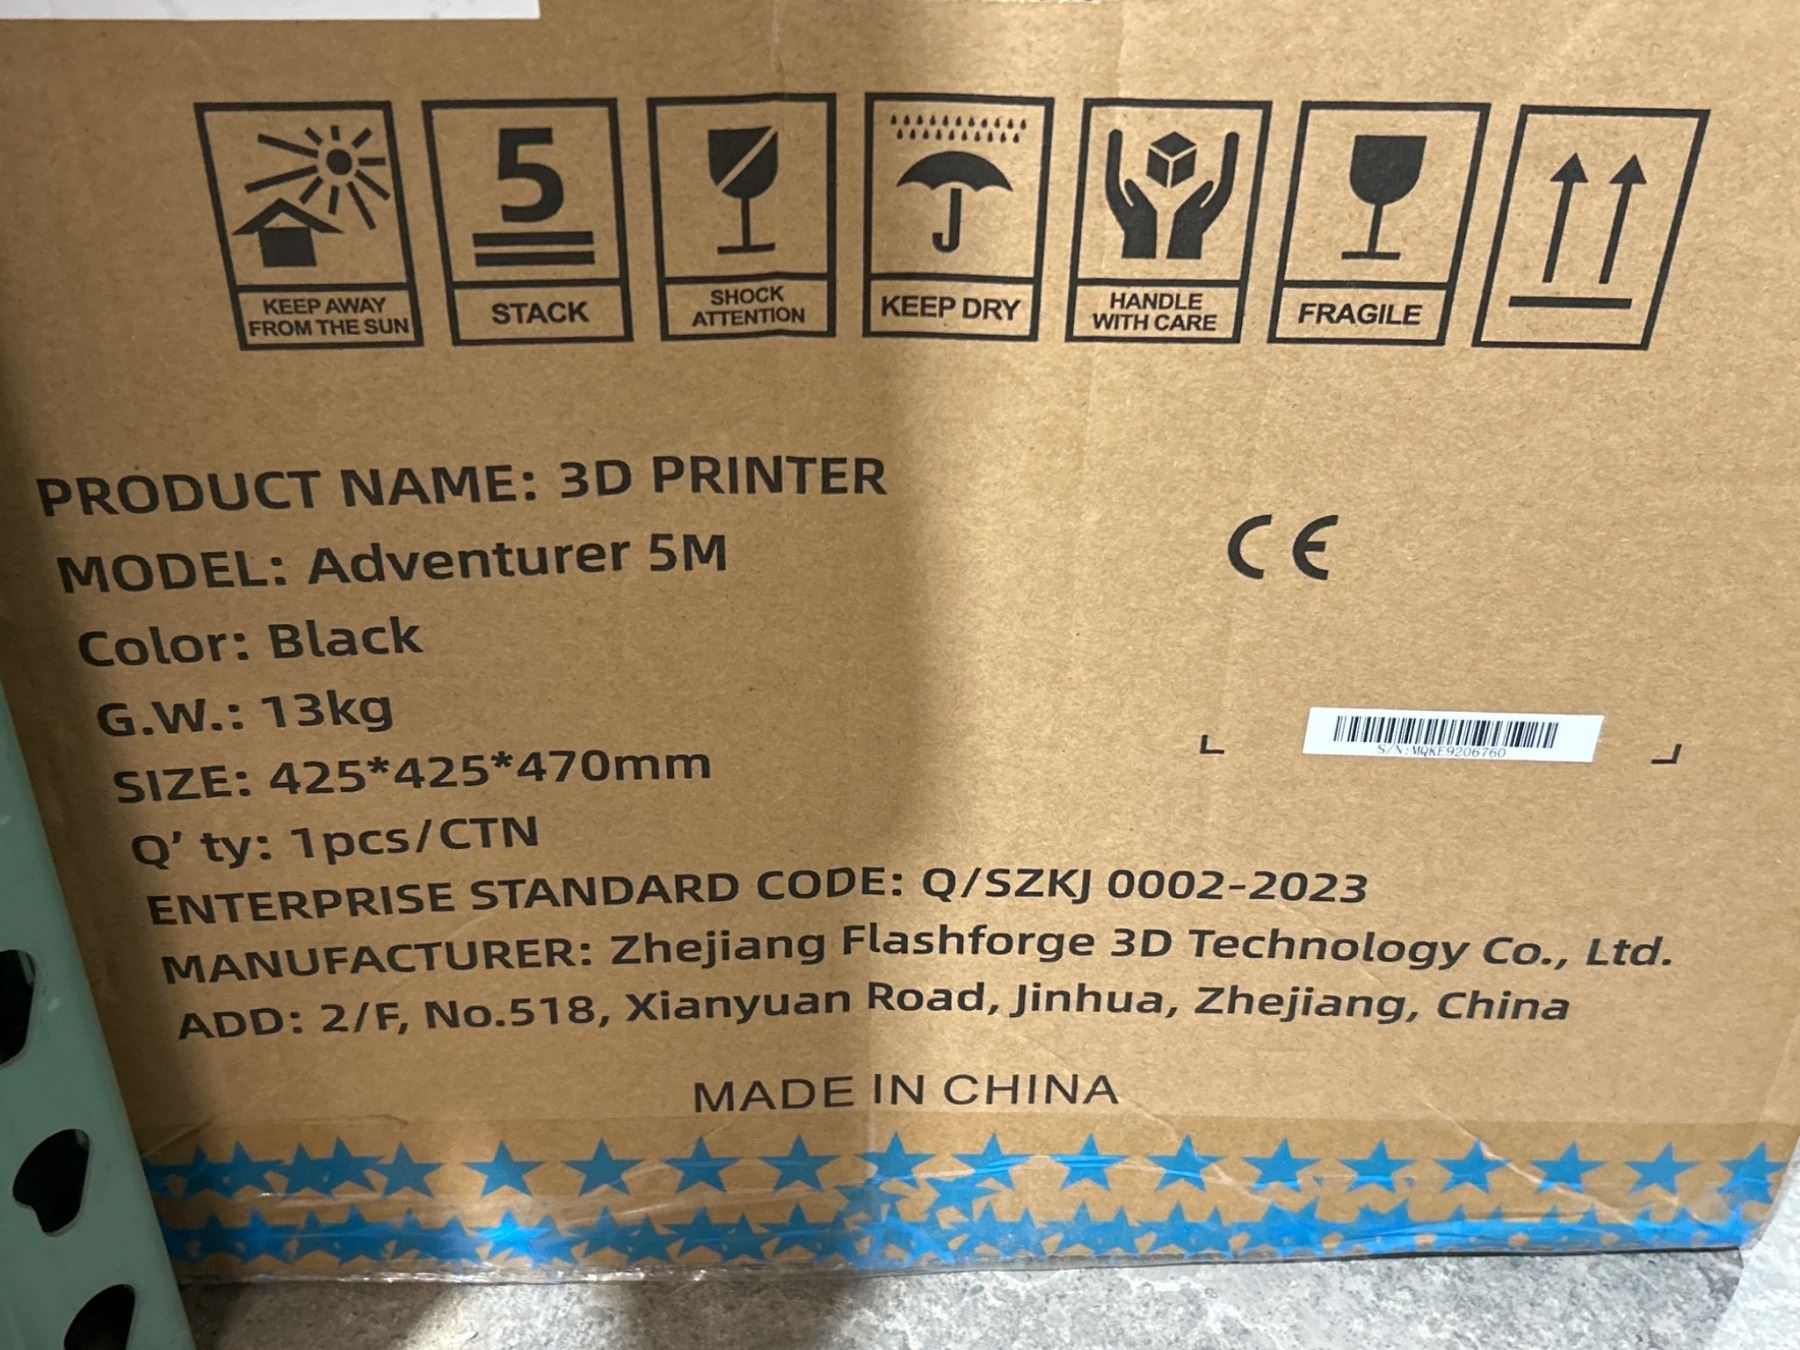 KEEP AWAY
FROM THE SUN
5
STACK
SHOCK
ATTENTION
KEEP DRY
HANDLE
WITH CARE
FRAGILE
PRODUCT NAME: 3D PRINTER
MODEL: Adventurer 5M
CE
Color: Black
G.W.: 13kg
S/N:MQKE9206760
SIZE: 425*425*470mm
Q' ty: 1pcs/CTN
ENTERPRISE STANDARD CODE: Q/SZKJ 0002-2023
MANUFACTURER: Zhejiang Flashforge 3D Technology Co., Ltd.
ADD: 2/F, No.518, Xianyuan Road, Jinhua, Zhejiang, China
MADE IN CHINA